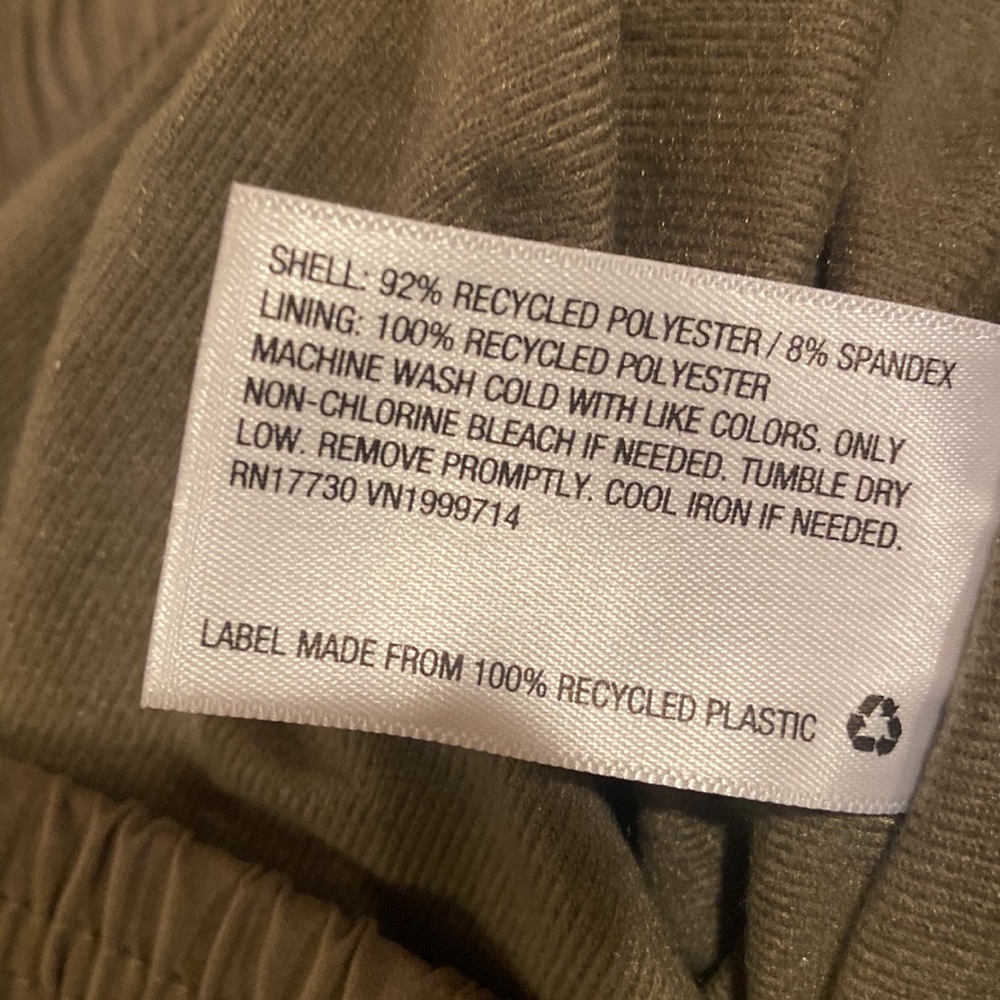 SHELL: 92% RECYCLED POLYESTER / 8% SPANDEX
LINING: 100% RECYCLED POLYESTER
MACHINE WASH COLD WITH LIKE COLORS. ONLY
NON-CHLORINE BLEACH IF NEEDED. TUMBLE DRY
LOW. REMOVE PROMPTLY. COOL IRON IF NEEDED.
RN17730 VN1999714
LABEL MADE FROM 100% RECYCLED PLASTIC